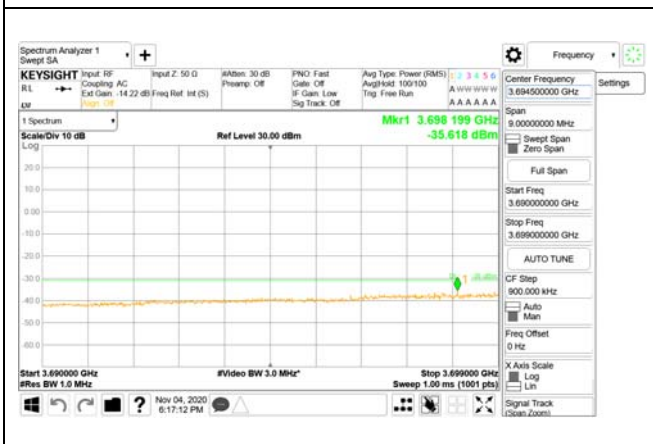 Spectrum Analyzer 1
Swept SA
+
Frequency
KEYSIGHT
RL
Input: RF
Coupling: AC
Ext Gain: -14.22 dB
Align: Off
Input Z: 50 Ω
Freq Ref: Int (S)
#Atten: 30 dB
Preamp: Off
PNO: Fast
Gate: Off
IF Gain: Low
Sig Track: Off
Avg Type: Power (RMS)
Avg|Hold: 100/100
Trig: Free Run
1 2 3 4 5 6
A W W W W W
A A A A A A
1 Spectrum
Scale/Div 10 dB
Log
Ref Level 30.00 dBm
Mkr1 3.698 199 GHz
-35.618 dBm
20.0
10.0
0.00
-10.0
-20.0
-30.0
-40.0
-50.0
-60.0
1
Start 3.690000 GHz
#Res BW 1.0 MHz
#Video BW 3.0 MHz*
Stop 3.699000 GHz
Sweep 1.00 ms (1001 pts)
?
Nov 04, 2020
6:17:12 PM
Center Frequency
3.694500000 GHz
Settings
Span
9.00000000 MHz
Swept Span
Zero Span
Full Span
Start Freq
3.690000000 GHz
Stop Freq
3.699000000 GHz
AUTO TUNE
CF Step
900.000 kHz
Auto
Man
Freq Offset
0 Hz
X Axis Scale
Log
Lin
Signal Track
(Span Zoom)